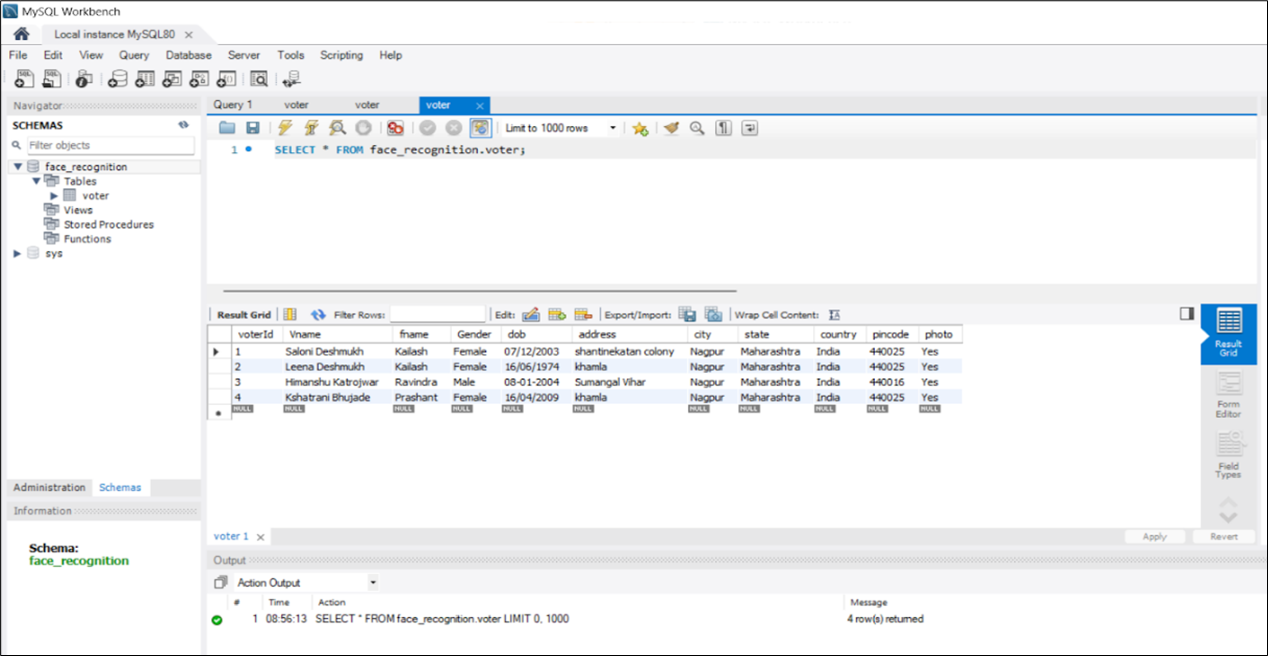 MySQL Workbench
Local instance MySQL80
File Edit View Query Database Server Tools Scripting Help
Navigator
SCHEMAS
Filter objects
face_recognition
Tables
voter
Views
Stored Procedures
Functions
sys
Administration Schemas
Information
Schema:
face_recognition
Query 1 voter voter voter
Limit to 1000 rows
1 SELECT * FROM face_recognition.voter;
Result Grid Filter Rows: Edit: Export/Import: Wrap Cell Content:
voterId Vname fname Gender dob address city state country pincode photo
1 Saloni Deshmukh Kailash Female 07/12/2003 shantinekatan colony Nagpur Maharashtra India 440025 Yes
2 Leena Deshmukh Kailash Female 16/06/1974 khamla Nagpur Maharashtra India 440025 Yes
3 Himanshu Katrojwar Ravindra Male 08-01-2004 Sumangal Vihar Nagpur Maharashtra India 440016 Yes
4 Kshatrani Bhujade Prashant Female 16/04/2009 khamla Nagpur Maharashtra India 440025 Yes
NULL NULL NULL NULL NULL NULL NULL NULL NULL NULL NULL
Result
Grid
Form
Editor
Field
Types
voter 1
Apply Revert
Output
Action Output
# Time Action Message
1 08:56:13 SELECT * FROM face_recognition.voter LIMIT 0, 1000 4 row(s) returned